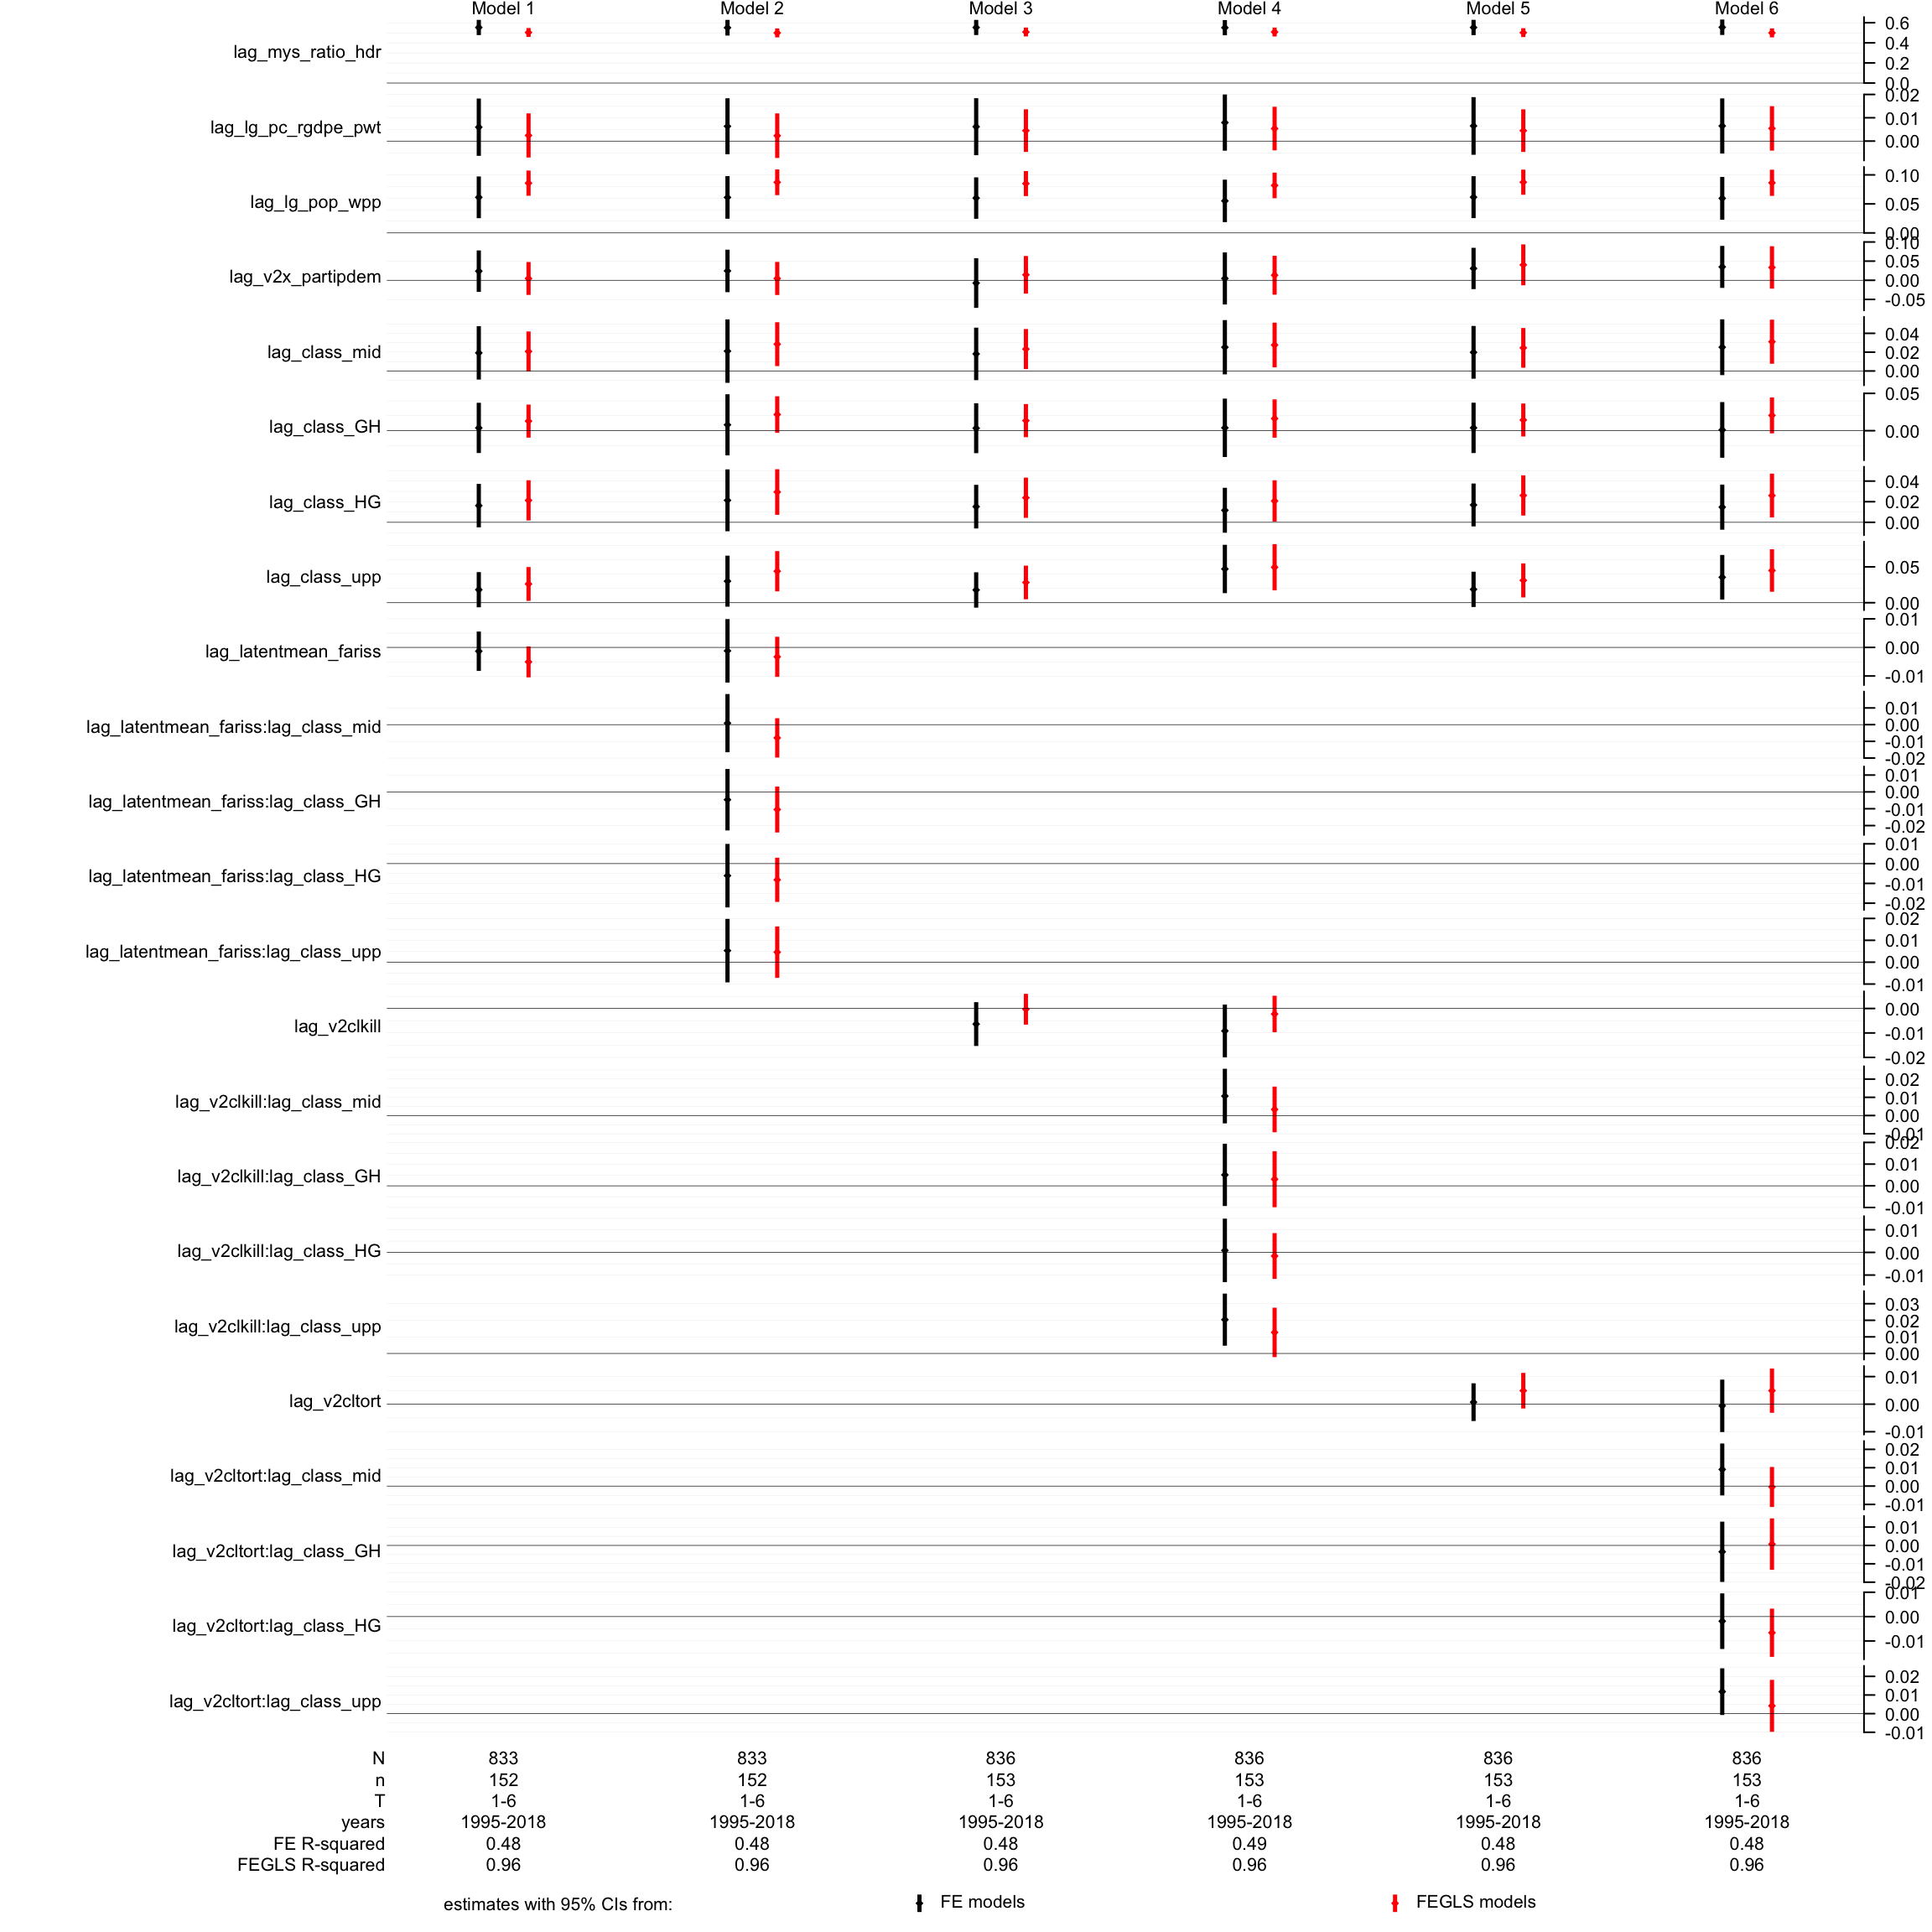 Model 1 Model 2 Model 3 Model 4 Model 5 Model 6
lag_mys_ratio_hdr 0.6 0.4 0.2 0.0
lag_lg_pc_rgdpe_pwt 0.02 0.01 0.00
lag_lg_pop_wpp 0.10 0.05 0.00
lag_v2x_partipdem 0.10 0.05 0.00 -0.05
lag_class_mid 0.04 0.02 0.00
lag_class_GH 0.05 0.00
lag_class_HG 0.04 0.02 0.00
lag_class_upp 0.05 0.00
lag_latentmean_fariss 0.01 0.00 -0.01
lag_latentmean_fariss:lag_class_mid 0.01 0.00 -0.01 -0.02
lag_latentmean_fariss:lag_class_GH 0.01 0.00 -0.01 -0.02
lag_latentmean_fariss:lag_class_HG 0.01 0.00 -0.01 -0.02
lag_latentmean_fariss:lag_class_upp 0.02 0.01 0.00 -0.01
lag_v2clkill 0.00 -0.01 -0.02
lag_v2clkill:lag_class_mid 0.02 0.01 0.00 -0.01
lag_v2clkill:lag_class_GH 0.02 0.01 0.00 -0.01
lag_v2clkill:lag_class_HG 0.01 0.00 -0.01
lag_v2clkill:lag_class_upp 0.03 0.02 0.01 0.00
lag_v2cltort 0.01 0.00 -0.01
lag_v2cltort:lag_class_mid 0.02 0.01 0.00 -0.01
lag_v2cltort:lag_class_GH 0.01 0.00 -0.01 -0.02
lag_v2cltort:lag_class_HG 0.01 0.00 -0.01
lag_v2cltort:lag_class_upp 0.02 0.01 0.00 -0.01
N 833 833 836 836 836 836
n 152 152 153 153 153 153
T 1-6 1-6 1-6 1-6 1-6 1-6
years 1995-2018 1995-2018 1995-2018 1995-2018 1995-2018 1995-2018
FE R-squared 0.48 0.48 0.48 0.49 0.48 0.48
FEGLS R-squared 0.96 0.96 0.96 0.96 0.96 0.96
estimates with 95% CIs from: FE models FEGLS models